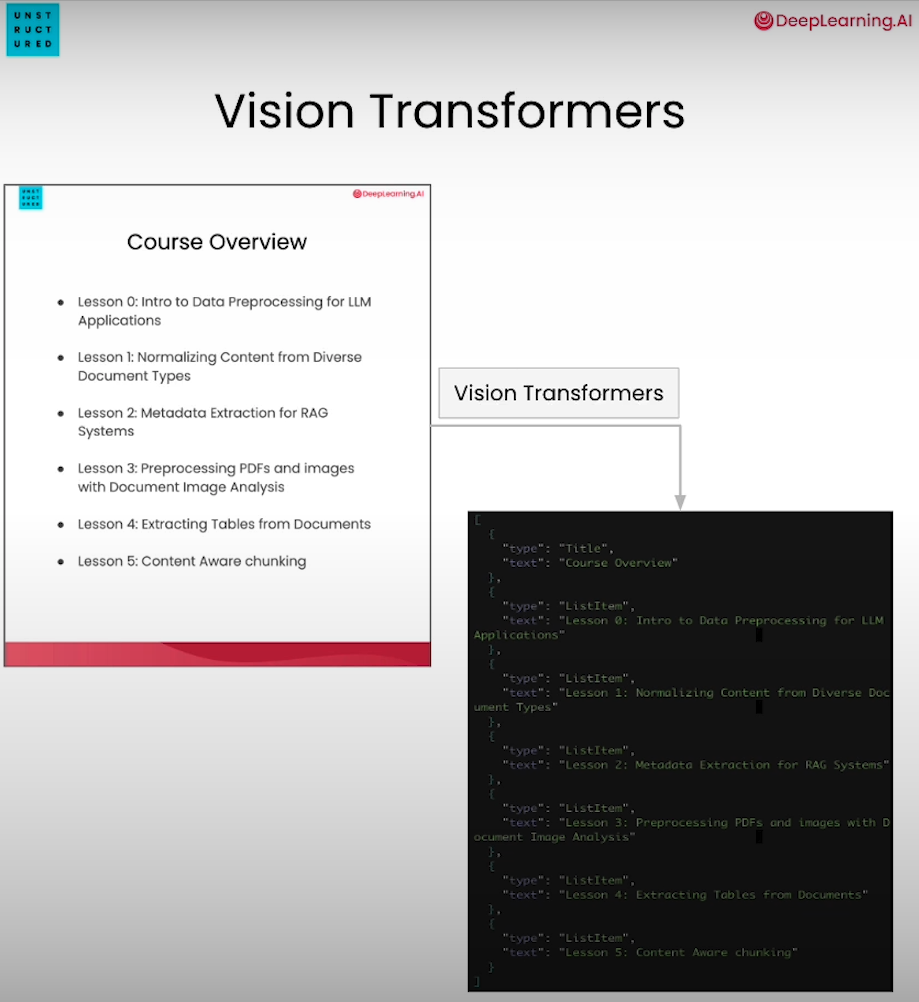 UNST
RUCT
URED
DeepLearning.AI
Vision Transformers
UNST
RUCT
URED
DeepLearning.AI
Course Overview
● Lesson 0: Intro to Data Preprocessing for LLM
Applications
● Lesson 1: Normalizing Content from Diverse
Document Types
● Lesson 2: Metadata Extraction for RAG
Systems
● Lesson 3: Preprocessing PDFs and images
with Document Image Analysis
● Lesson 4: Extracting Tables from Documents
● Lesson 5: Content Aware chunking
Vision Transformers
[
{
"type": "Title",
"text": "Course Overview"
},
{
"type": "ListItem",
"text": "Lesson 0: Intro to Data Preprocessing for LLM
Applications"
},
{
"type": "ListItem",
"text": "Lesson 1: Normalizing Content from Diverse Doc
ument Types"
},
{
"type": "ListItem",
"text": "Lesson 2: Metadata Extraction for RAG Systems"
},
{
"type": "ListItem",
"text": "Lesson 3: Preprocessing PDFs and images with D
ocument Image Analysis"
},
{
"type": "ListItem",
"text": "Lesson 4: Extracting Tables from Documents"
},
{
"type": "ListItem",
"text": "Lesson 5: Content Aware chunking"
}
]